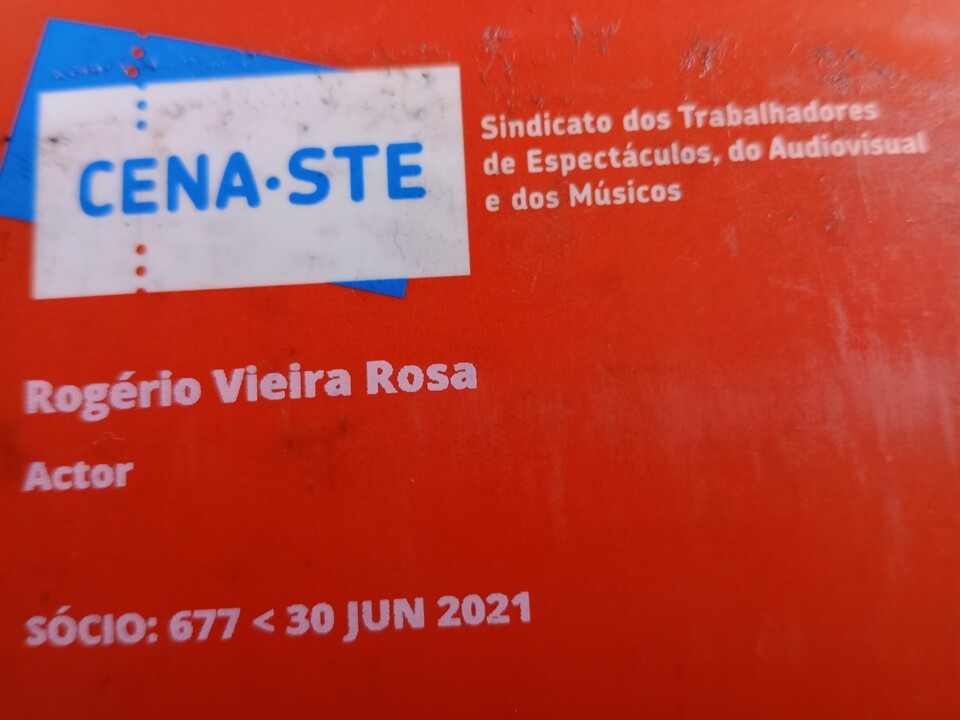 CENA·STE
Sindicato dos Trabalhadores
de Espectáculos, do Audiovisual
e dos Músicos
Rogério Vieira Rosa
Actor
SÓCIO: 677 < 30 JUN 2021